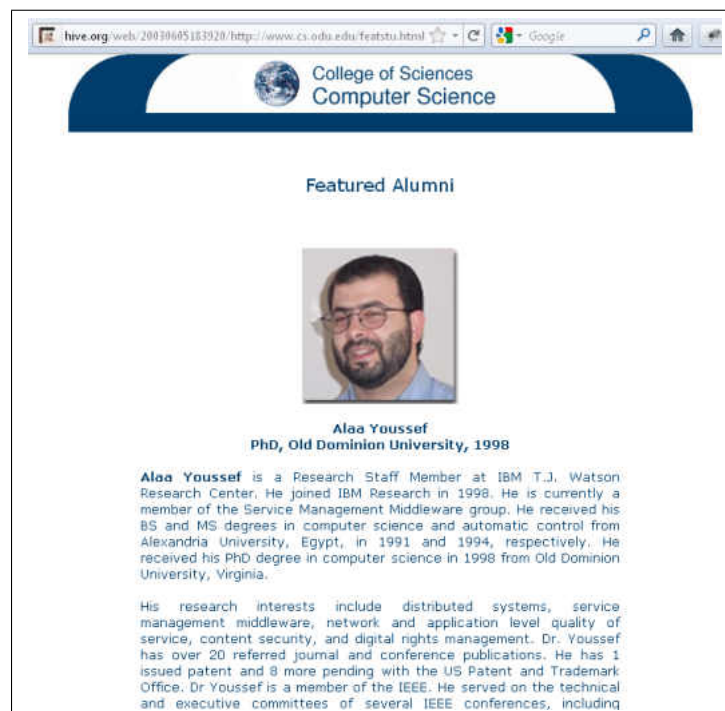 hive.org/web/20030605183920/http://www.cs.odu.edu/featstu.html
Google
College of Sciences
Computer Science
Featured Alumni
Alaa Youssef
PhD, Old Dominion University, 1998
Alaa Youssef is a Research Staff Member at IBM T.J. Watson
Research Center. He joined IBM Research in 1998. He is currently a
member of the Service Management Middleware group. He received his
BS and MS degrees in computer science and automatic control from
Alexandria University, Egypt, in 1991 and 1994, respectively. He
received his PhD degree in computer science in 1998 from Old Dominion
University, Virginia.
His research interests include distributed systems, service
management middleware, network and application level quality of
service, content security, and digital rights management. Dr. Youssef
has over 20 referred journal and conference publications. He has 1
issued patent and 8 more pending with the US Patent and Trademark
Office. Dr Youssef is a member of the IEEE. He served on the technical
and executive committees of several IEEE conferences, including